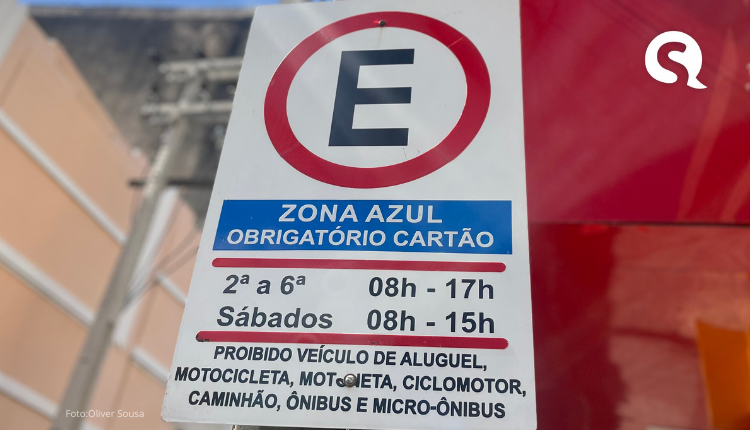 E
ZONA AZUL
OBRIGATÓRIO CARTÃO
2ª a 6ª 08h - 17h
Sábados 08h - 15h
PROIBIDO VEÍCULO DE ALUGUEL,
MOTOCICLETA, MOTONETA, CICLOMOTOR,
CAMINHÃO, ÔNIBUS E MICRO-ÔNIBUS
Foto:Oliver Sousa